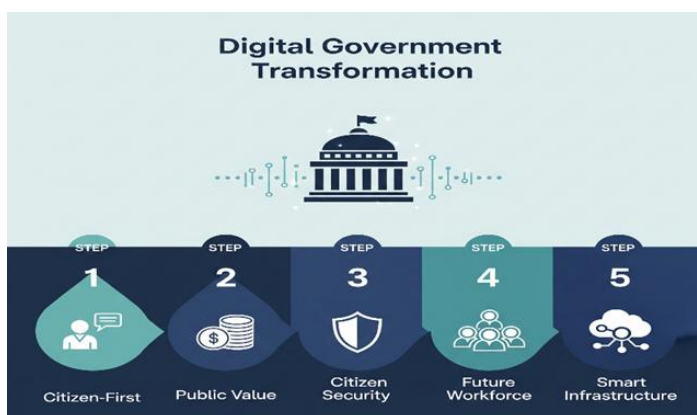 Digital Government
Transformation
STEP
1
Citizen-First
STEP
2
$
Public Value
STEP
3
Citizen
Security
STEP
4
Future
Workforce
STEP
5
Smart
Infrastructure